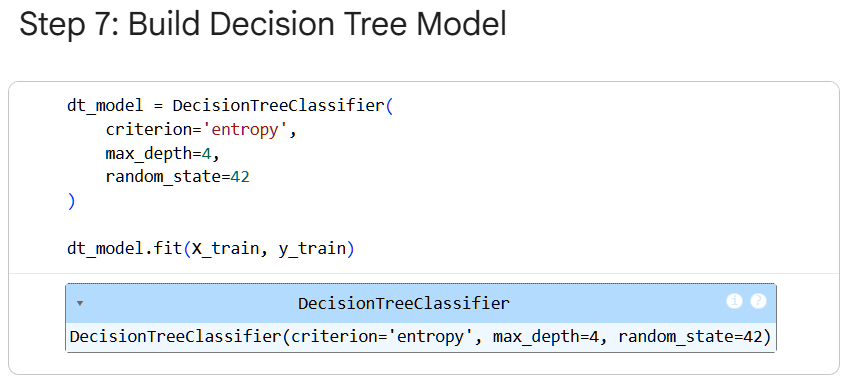 Step 7: Build Decision Tree Model
dt_model = DecisionTreeClassifier(
    criterion='entropy',
    max_depth=4,
    random_state=42
)
dt_model.fit(X_train, y_train)
▾ DecisionTreeClassifier i ?
DecisionTreeClassifier(criterion='entropy', max_depth=4, random_state=42)